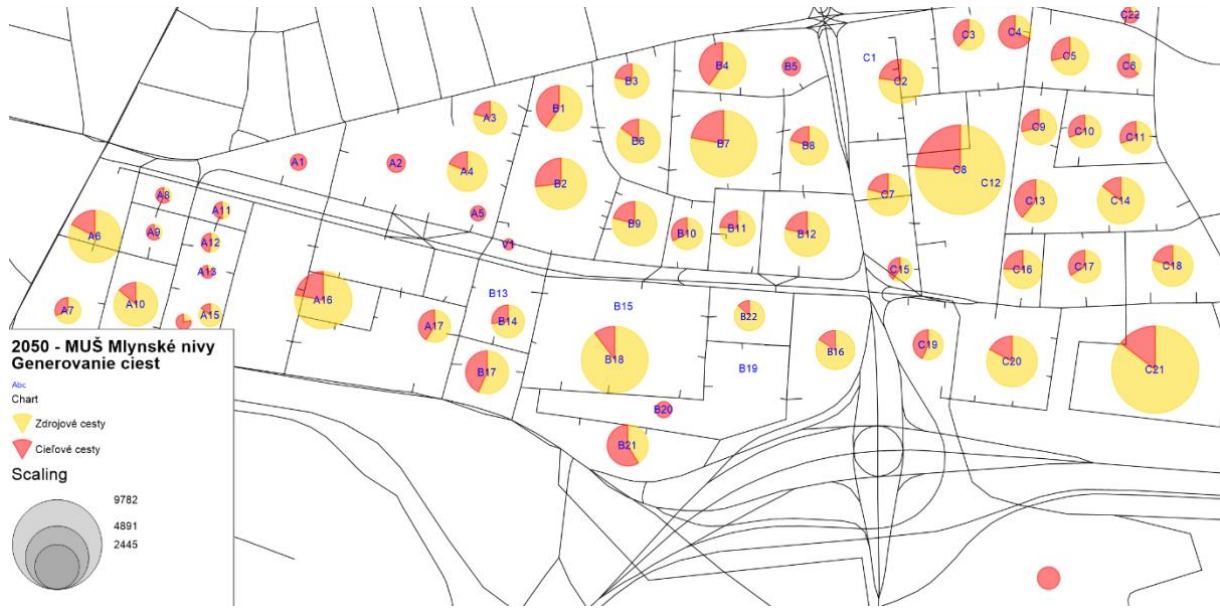 C22
C3
C4
C5
C6
C1
C2
B3
B4
B5
A3
B1
B6
B7
B8
C9
C10
C11
A1
A2
A4
B2
C8
C12
C7
C13
C14
A8
A11
A5
A6
A9
A12
V1
B9
B10
B11
B12
A13
C15
C16
C17
C18
A7
A10
A15
A16
A17
B13
B14
B15
B22
B16
B17
B18
B19
B20
B21
C19
C20
C21
2050 - MUŠ Mlynské nivy
Generovanie ciest
Abc
Chart
Zdrojové cesty
Cieľové cesty
Scaling
9782
4891
2445